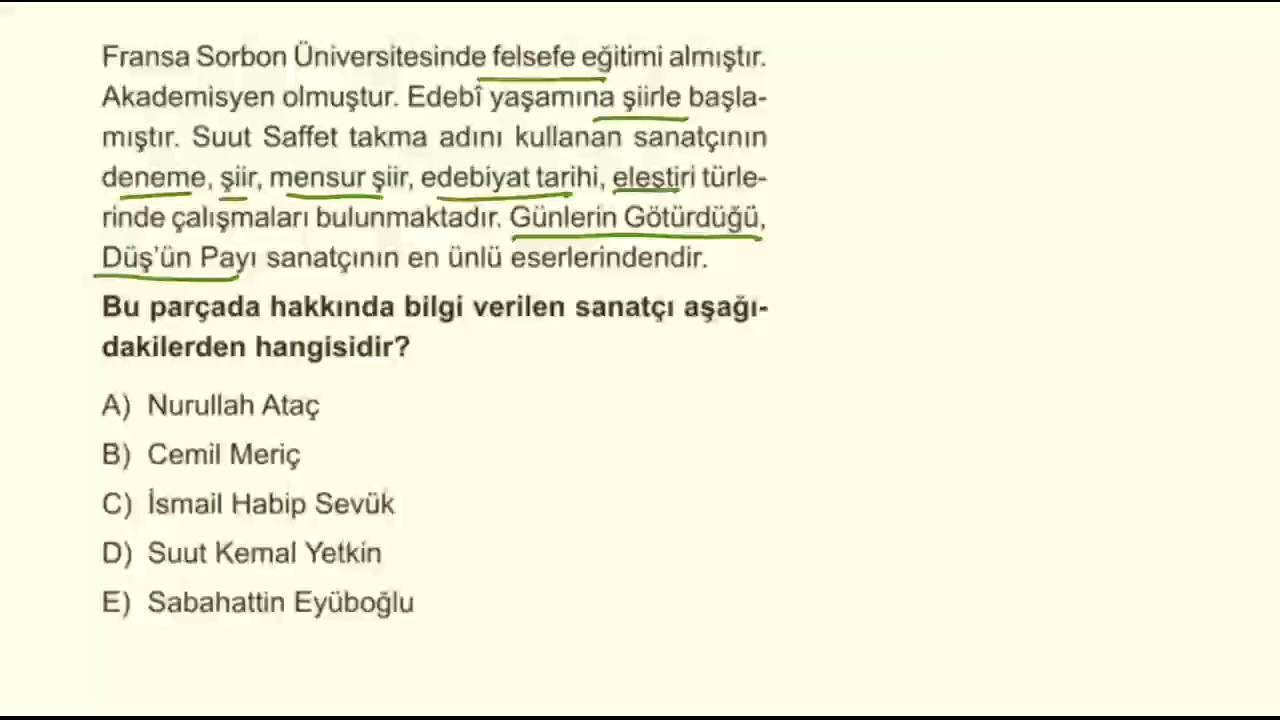 Fransa Sorbon Üniversitesinde felsefe eğitimi almıştır.
Akademisyen olmuştur. Edebî yaşamına şiirle başla-
mıştır. Suut Saffet takma adını kullanan sanatçının
deneme, şiir, mensur şiir, edebiyat tarihi, eleştiri türle-
rinde çalışmaları bulunmaktadır. Günlerin Götürdüğü,
Düş'ün Payı sanatçının en ünlü eserlerindendir.
Bu parçada hakkında bilgi verilen sanatçı aşağı-
dakilerden hangisidir?
A) Nurullah Ataç
B) Cemil Meriç
C) İsmail Habip Sevük
D) Suut Kemal Yetkin
E) Sabahattin Eyüboğlu